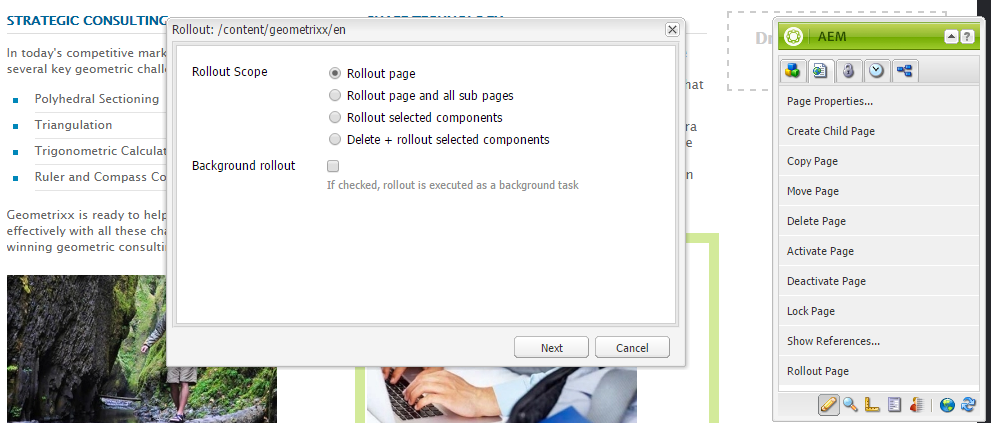 STRATEGIC CONSULTING
In today's competitive mark
several key geometric chall
Polyhedral Sectioning
Triangulation
Trigonometric Calculat
Ruler and Compass Co
Geometrixx is ready to help
effectively with all these cha
winning geometric consulti
Rollout: /content/geometrixx/en
Rollout Scope
Rollout page
Rollout page and all sub pages
Rollout selected components
Delete + rollout selected components
Background rollout
If checked, rollout is executed as a background task
Next
Cancel
hat
ra
e
n
D
AEM
?
Page Properties...
Create Child Page
Copy Page
Move Page
Delete Page
Activate Page
Deactivate Page
Lock Page
Show References...
Rollout Page